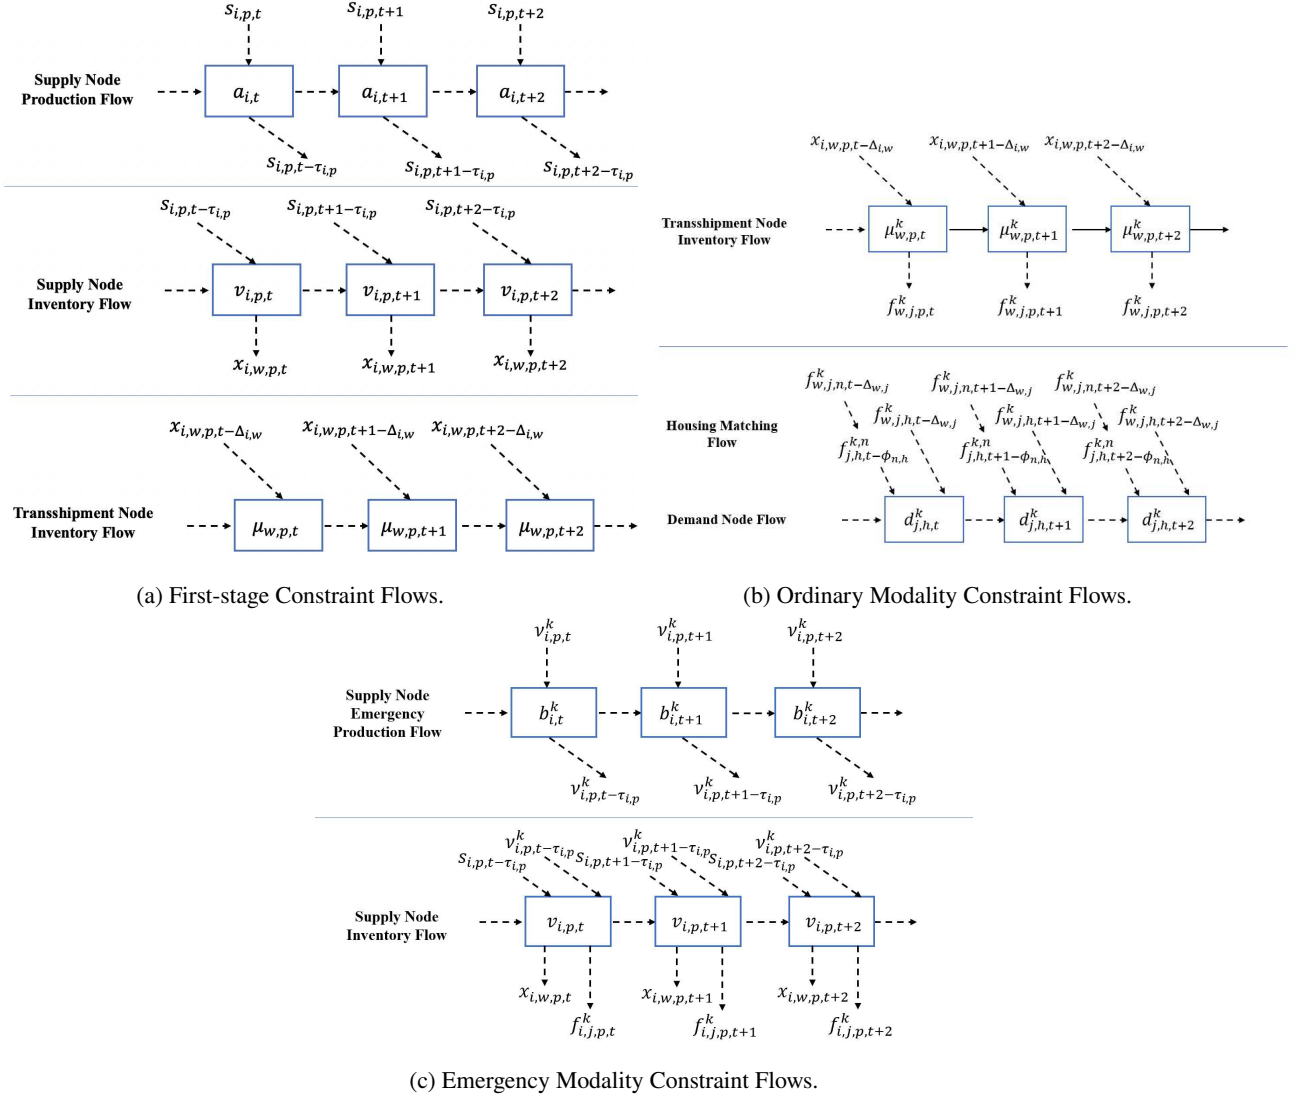 s_{i,p,t} s_{i,p,t+1} s_{i,p,t+2}
Supply Node
Production Flow
a_{i,t} a_{i,t+1} a_{i,t+2}
s_{i,p,t−τ_{i,p}} s_{i,p,t+1−τ_{i,p}} s_{i,p,t+2−τ_{i,p}}
s_{i,p,t−τ_{i,p}} s_{i,p,t+1−τ_{i,p}} s_{i,p,t+2−τ_{i,p}}
Supply Node
Inventory Flow
v_{i,p,t} v_{i,p,t+1} v_{i,p,t+2}
x_{i,w,p,t} x_{i,w,p,t+1} x_{i,w,p,t+2}
x_{i,w,p,t−Δ_{i,w}} x_{i,w,p,t+1−Δ_{i,w}} x_{i,w,p,t+2−Δ_{i,w}}
Transshipment Node
Inventory Flow
μ_{w,p,t} μ_{w,p,t+1} μ_{w,p,t+2}
(a) First-stage Constraint Flows.
x_{i,w,p,t−Δ_{i,w}} x_{i,w,p,t+1−Δ_{i,w}} x_{i,w,p,t+2−Δ_{i,w}}
Transshipment Node
Inventory Flow
μ^k_{w,p,t} μ^k_{w,p,t+1} μ^k_{w,p,t+2}
f^k_{w,j,p,t} f^k_{w,j,p,t+1} f^k_{w,j,p,t+2}
f^k_{w,j,n,t−Δ_{w,j}} f^k_{w,j,n,t+1−Δ_{w,j}} f^k_{w,j,n,t+2−Δ_{w,j}}
f^k_{w,j,h,t−Δ_{w,j}} f^k_{w,j,h,t+1−Δ_{w,j}} f^k_{w,j,h,t+2−Δ_{w,j}}
Housing Matching
Flow
f^{k,n}_{j,h,t−ϕ_{n,h}} f^{k,n}_{j,h,t+1−ϕ_{n,h}} f^{k,n}_{j,h,t+2−ϕ_{n,h}}
Demand Node Flow
d^k_{j,h,t} d^k_{j,h,t+1} d^k_{j,h,t+2}
(b) Ordinary Modality Constraint Flows.
ν^k_{i,p,t} ν^k_{i,p,t+1} ν^k_{i,p,t+2}
Supply Node
Emergency
Production Flow
b^k_{i,t} b^k_{i,t+1} b^k_{i,t+2}
ν^k_{i,p,t−τ_{i,p}} ν^k_{i,p,t+1−τ_{i,p}} ν^k_{i,p,t+2−τ_{i,p}}
ν^k_{i,p,t−τ_{i,p}} ν^k_{i,p,t+1−τ_{i,p}} ν^k_{i,p,t+2−τ_{i,p}}
s_{i,p,t−τ_{i,p}} s_{i,p,t+1−τ_{i,p}} s_{i,p,t+2−τ_{i,p}}
Supply Node
Inventory Flow
v_{i,p,t} v_{i,p,t+1} v_{i,p,t+2}
x_{i,w,p,t} x_{i,w,p,t+1} x_{i,w,p,t+2}
f^k_{i,j,p,t} f^k_{i,j,p,t+1} f^k_{i,j,p,t+2}
(c) Emergency Modality Constraint Flows.